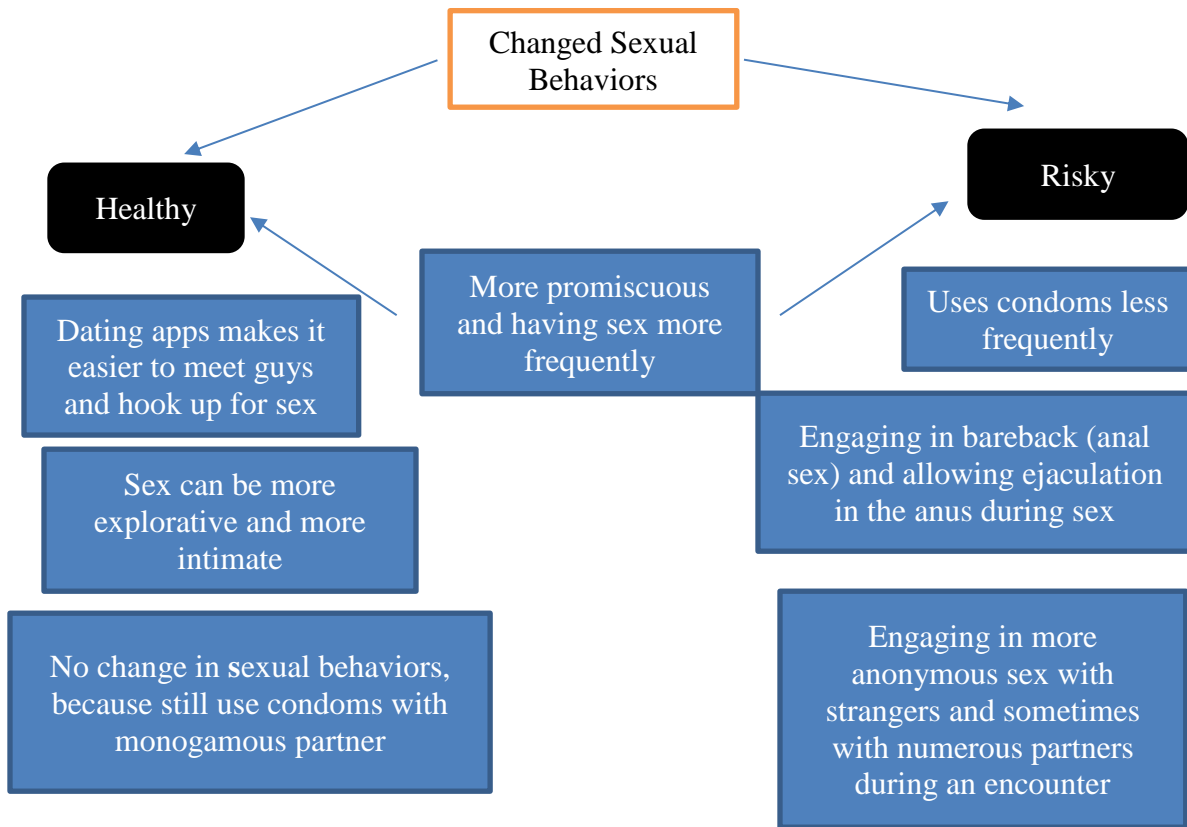 Changed Sexual
Behaviors
Healthy
Risky
More promiscuous
and having sex more
frequently
Dating apps makes it
easier to meet guys
and hook up for sex
Sex can be more
explorative and more
intimate
No change in sexual behaviors,
because still use condoms with
monogamous partner
Uses condoms less
frequently
Engaging in bareback (anal
sex) and allowing ejaculation
in the anus during sex
Engaging in more
anonymous sex with
strangers and sometimes
with numerous partners
during an encounter